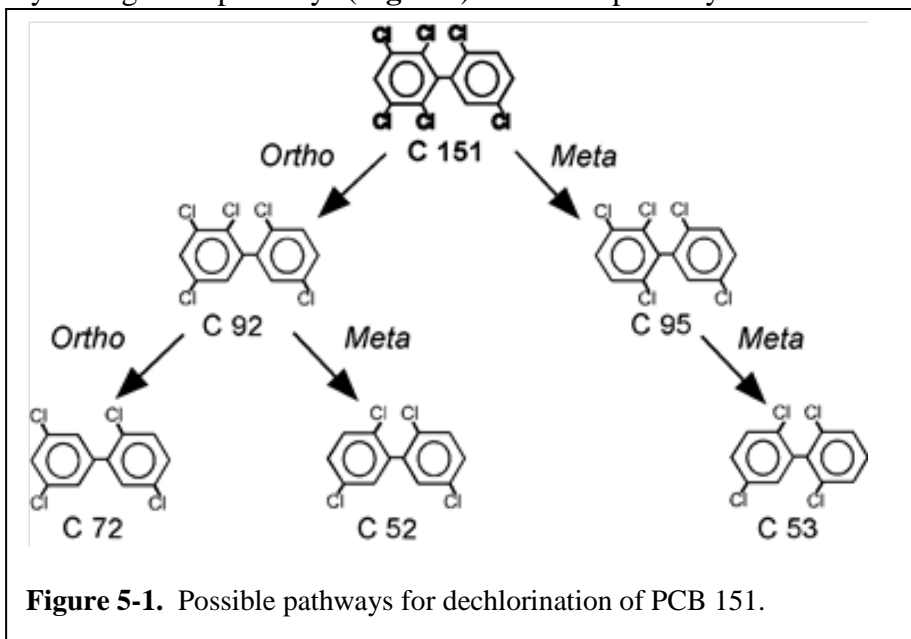 Cl Cl Cl
Cl Cl Cl
C 151
Ortho Meta
Cl Cl Cl Cl Cl Cl
Cl Cl Cl Cl
C 92 C 95
Ortho Meta Meta
Cl Cl Cl Cl Cl Cl
Cl Cl Cl Cl Cl Cl
C 72 C 52 C 53
Figure 5-1. Possible pathways for dechlorination of PCB 151.